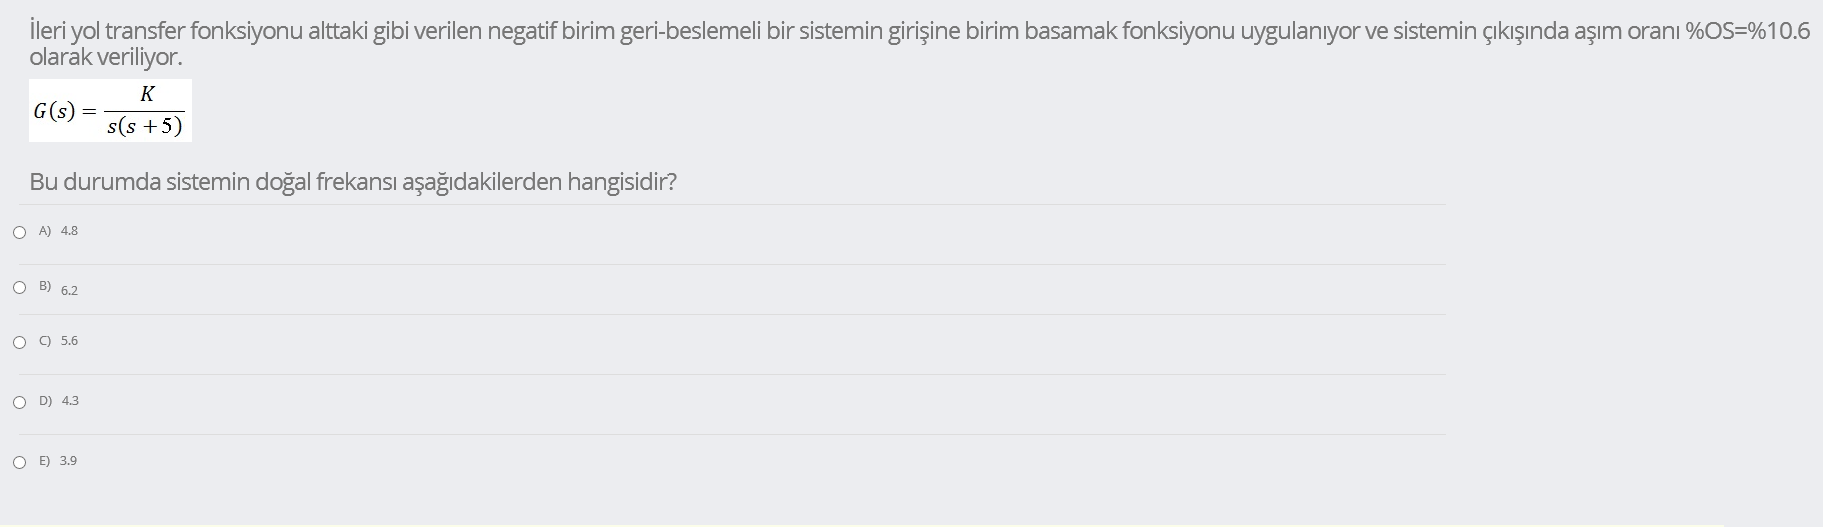 İleri yol transfer fonksiyonu alttaki gibi verilen negatif birim geri-beslemeli bir sistemin girişine birim basamak fonksiyonu uygulanıyor ve sistemin çıkışında aşım oranı %OS=%10.6
olarak veriliyor.
G(s) = K / s(s + 5)
Bu durumda sistemin doğal frekansı aşağıdakilerden hangisidir?
A) 4.8
B) 6.2
C) 5.6
D) 4.3
E) 3.9